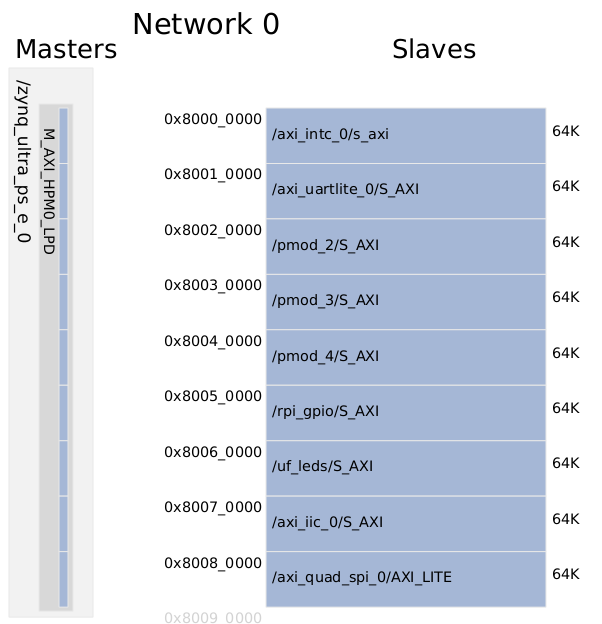 Network 0
Masters
Slaves
/zynq_ultra_ps_e_0
M_AXI_HPM0_LPD
0x8000_0000
/axi_intc_0/s_axi
64K
0x8001_0000
/axi_uartlite_0/S_AXI
64K
0x8002_0000
/pmod_2/S_AXI
64K
0x8003_0000
/pmod_3/S_AXI
64K
0x8004_0000
/pmod_4/S_AXI
64K
0x8005_0000
/rpi_gpio/S_AXI
64K
0x8006_0000
/uf_leds/S_AXI
64K
0x8007_0000
/axi_iic_0/S_AXI
64K
0x8008_0000
/axi_quad_spi_0/AXI_LITE
64K
0x8009_0000